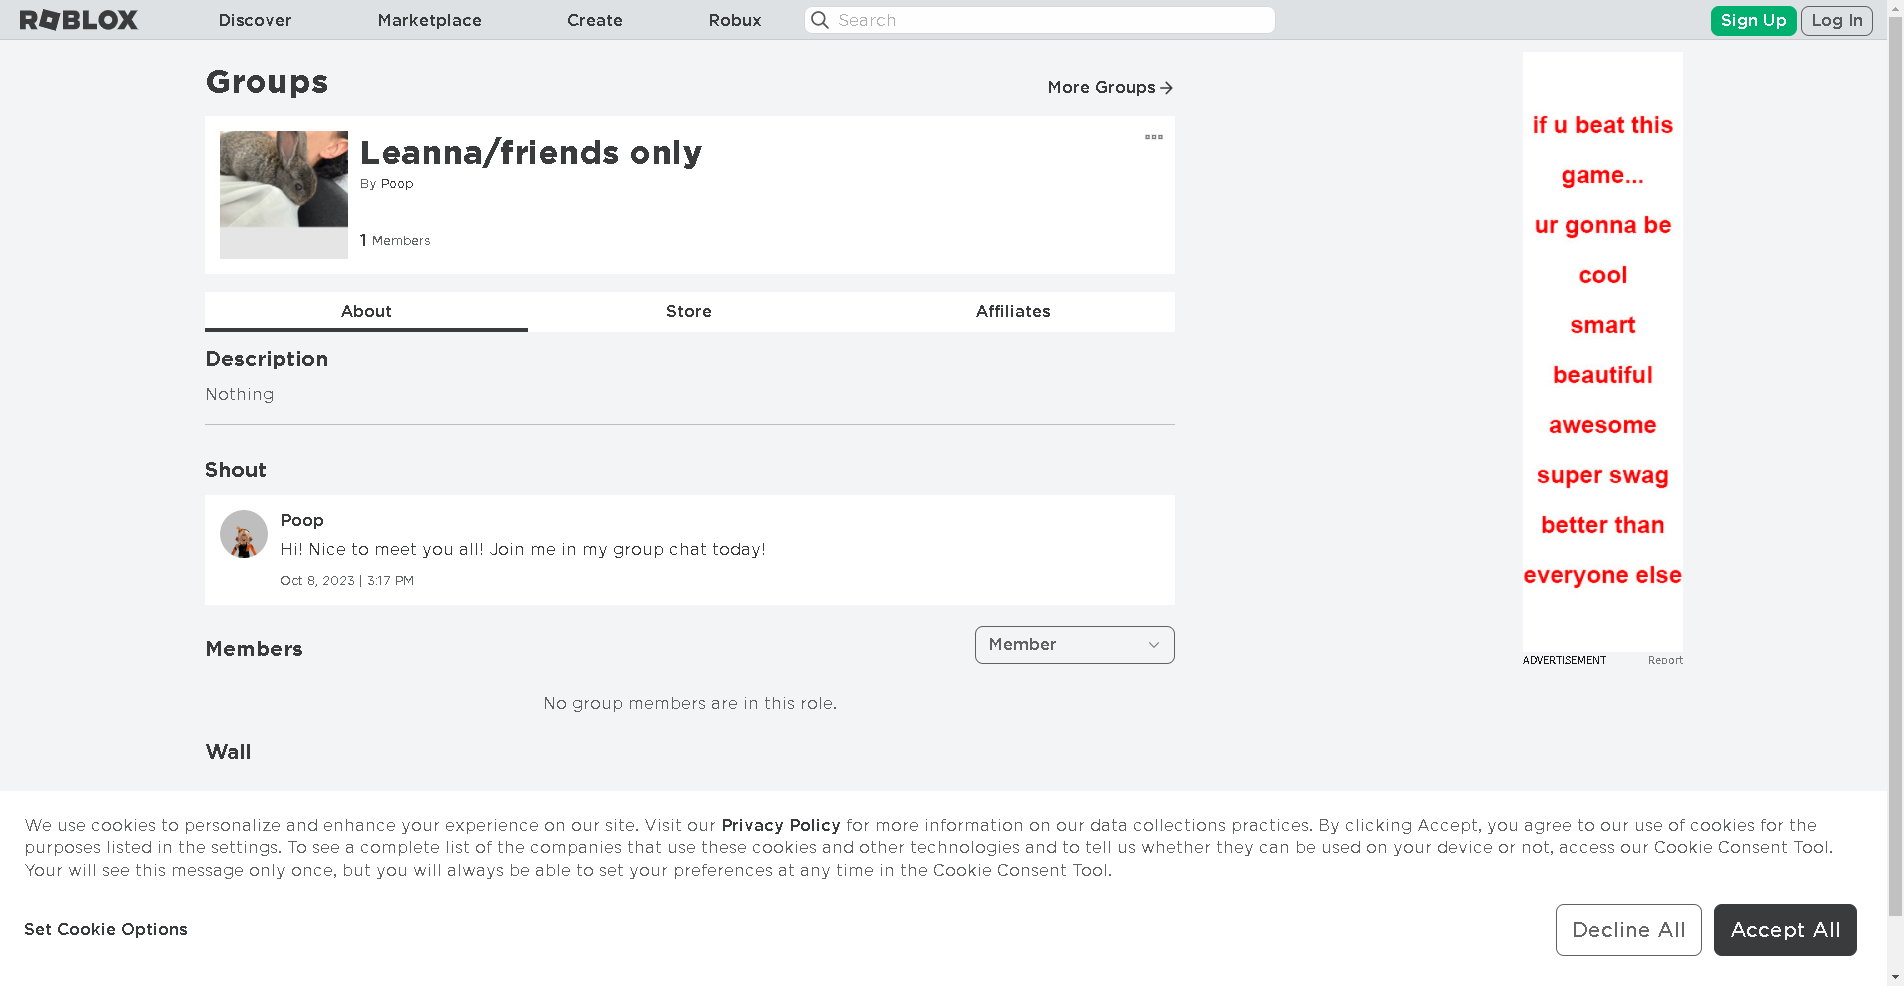 ROBLOX Discover Marketplace Create Robux Search Sign Up Log In
Groups
More Groups
Leanna/friends only
By Poop
1 Members
About Store Affiliates
Description
Nothing
Shout
Poop
Hi! Nice to meet you all! Join me in my group chat today!
Oct 8, 2023 | 3:17 PM
Members
Member
No group members are in this role.
Wall
if u beat this
game...
ur gonna be
cool
smart
beautiful
awesome
super swag
better than
everyone else
ADVERTISEMENT Report
We use cookies to personalize and enhance your experience on our site. Visit our Privacy Policy for more information on our data collections practices. By clicking Accept, you agree to our use of cookies for the
purposes listed in the settings. To see a complete list of the companies that use these cookies and other technologies and to tell us whether they can be used on your device or not, access our Cookie Consent Tool.
Your will see this message only once, but you will always be able to set your preferences at any time in the Cookie Consent Tool.
Set Cookie Options
Decline All Accept All